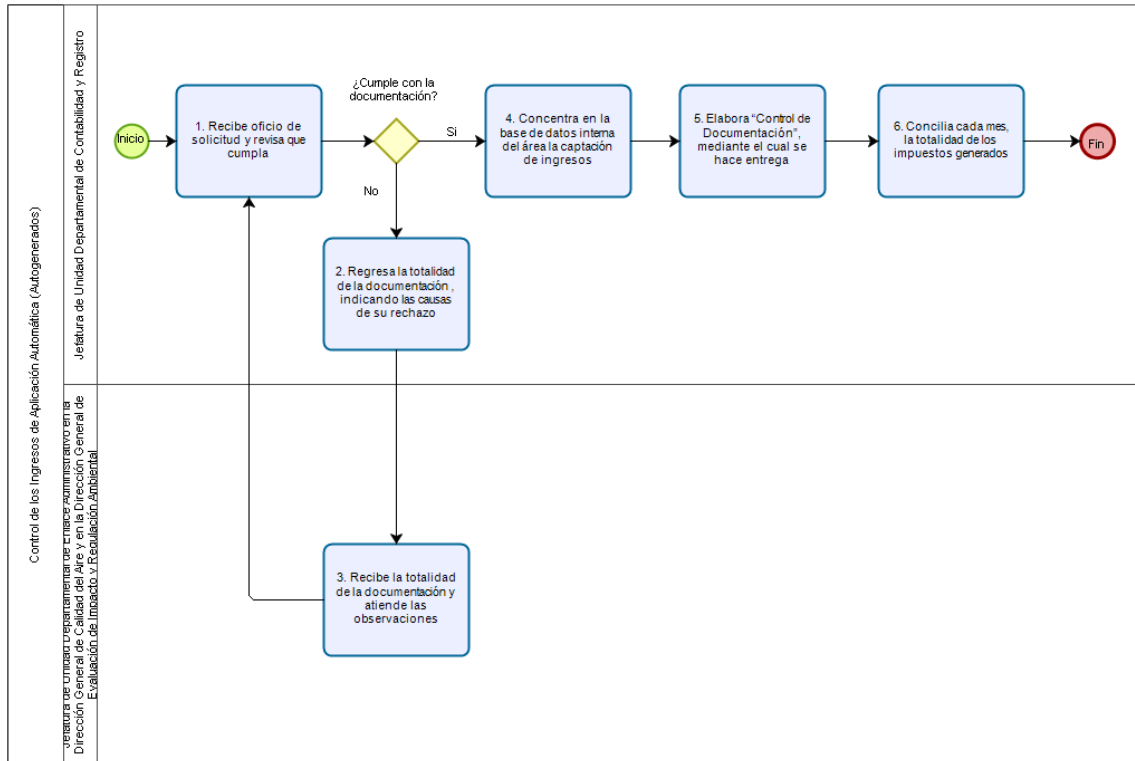 Control de los Ingresos de Aplicación Automática (Autogenerados)
Jefatura de Unidad Departamental de Contabilidad y Registro
Inicio
1. Recibe oficio de
solicitud y revisa que
cumpla
¿Cumple con la
documentación?
Si
No
4. Concentra en la
base de datos interna
del área la captación
de ingresos
5. Elabora “Control de
Documentación”,
mediante el cual se
hace entrega
6. Concilia cada mes,
la totalidad de los
impuestos generados
Fin
2. Regresa la totalidad
de la documentación ,
indicando las causas
de su rechazo
Jefatura de Unidad Departamental de Enlace Administrativo en la
Dirección General de Calidad del Aire y en la Dirección General de
Evaluación de Impacto y Regulación Ambiental
3. Recibe la totalidad
de la documentación y
atiende las
observaciones